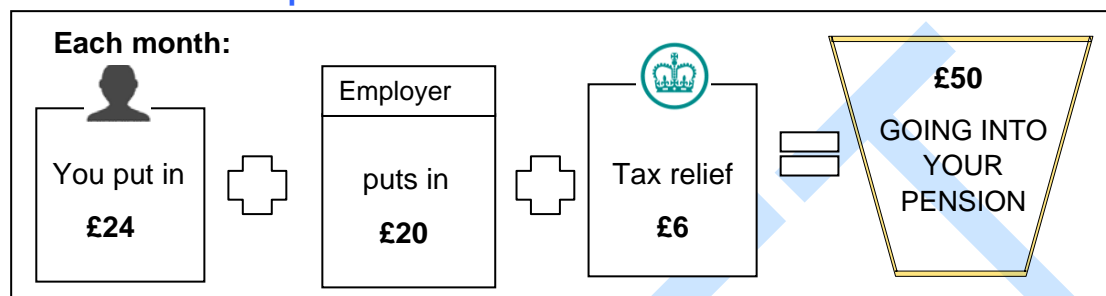 Each month:
You put in
£24
Employer
puts in
£20
Tax relief
£6
£50
GOING INTO
YOUR
PENSION